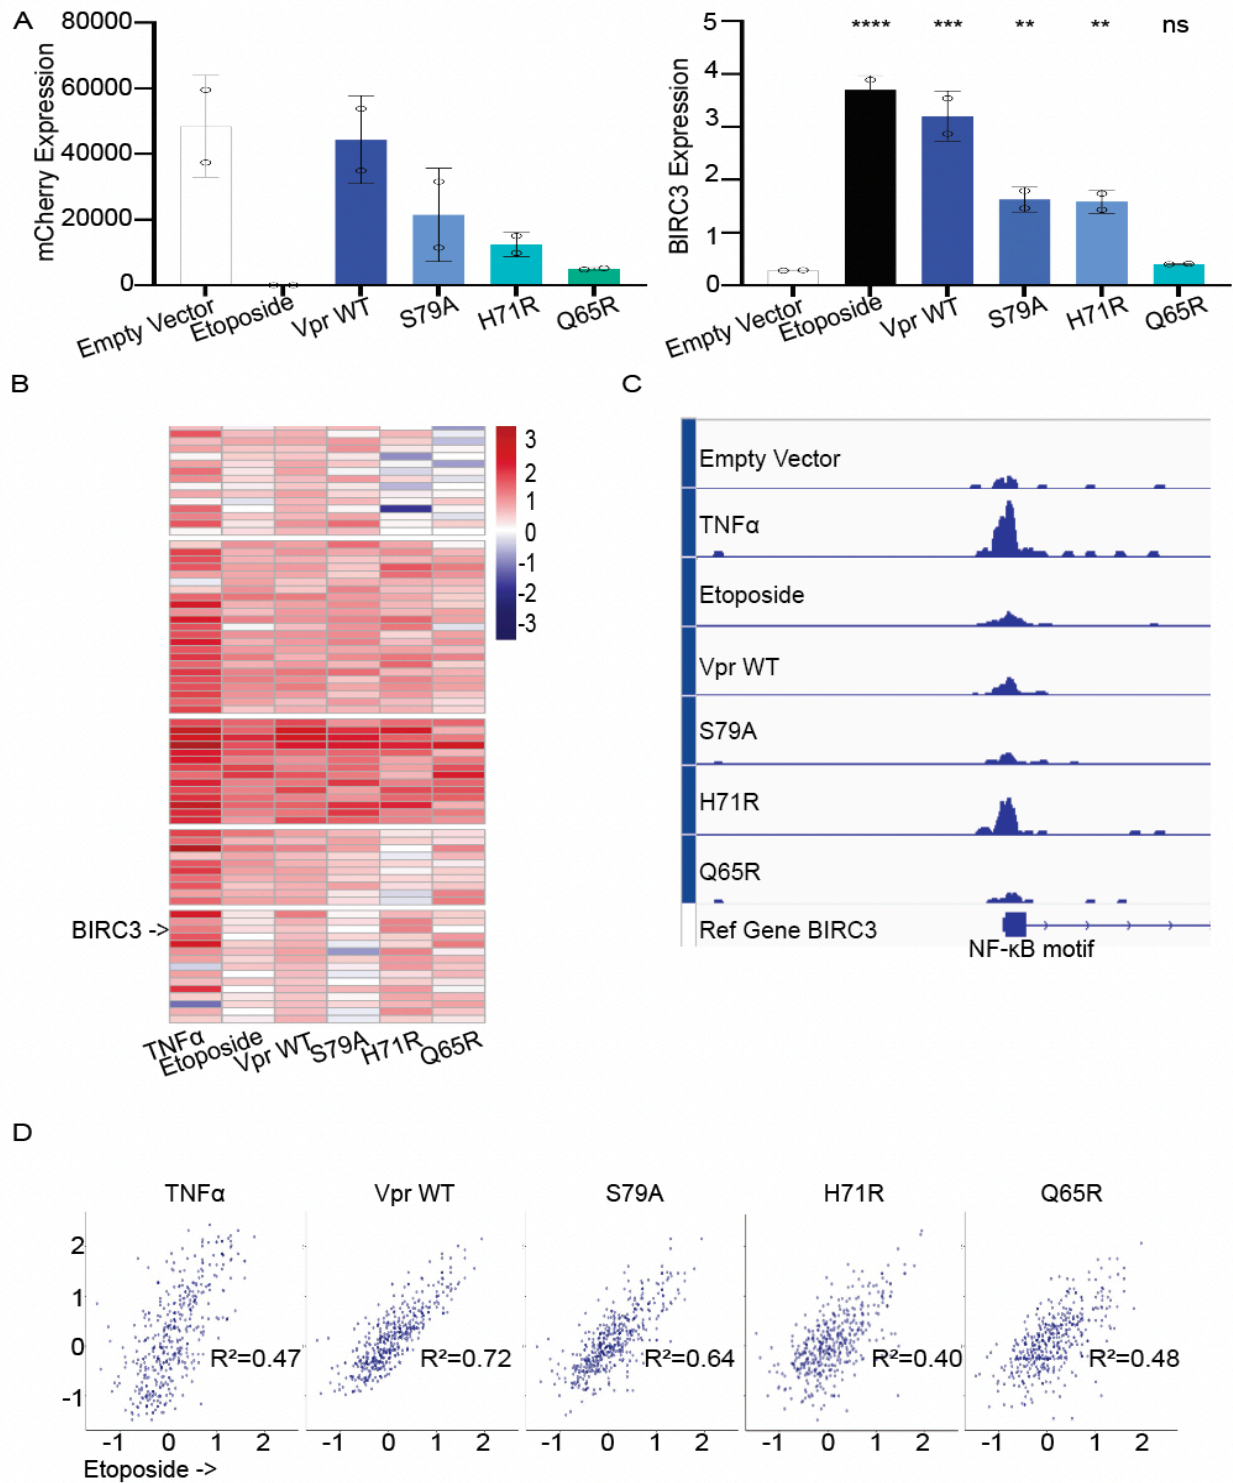 A
mCherry Expression
80000
60000
40000
20000
0
Empty Vector
Etoposide
Vpr WT
S79A
H71R
Q65R
BIRC3 Expression
5
4
3
2
1
0
**** *** ** ** ns
Empty Vector
Etoposide
Vpr WT
S79A
H71R
Q65R
B
3
2
1
0
-1
-2
-3
BIRC3 ->
TNFα
Etoposide
Vpr WT
S79A
H71R
Q65R
C
Empty Vector
TNFα
Etoposide
Vpr WT
S79A
H71R
Q65R
Ref Gene BIRC3
NF-κB motif
D
TNFα Vpr WT S79A H71R Q65R
2
1
0
-1
R²=0.47 R²=0.72 R²=0.64 R²=0.40 R²=0.48
-1 0 1 2 -1 0 1 2 -1 0 1 2 -1 0 1 2 -1 0 1 2
Etoposide ->